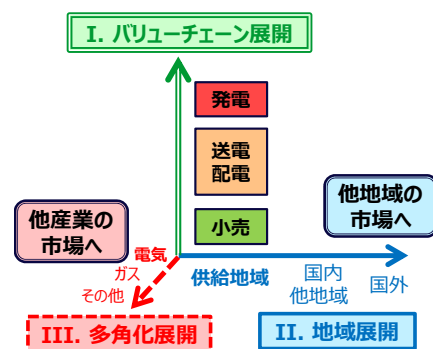 I. バリューチェーン展開
発電
送電
配電
小売
他産業の
市場へ
他地域の
市場へ
電気
ガス
その他
供給地域
国内
他地域
国外
III. 多角化展開
II. 地域展開